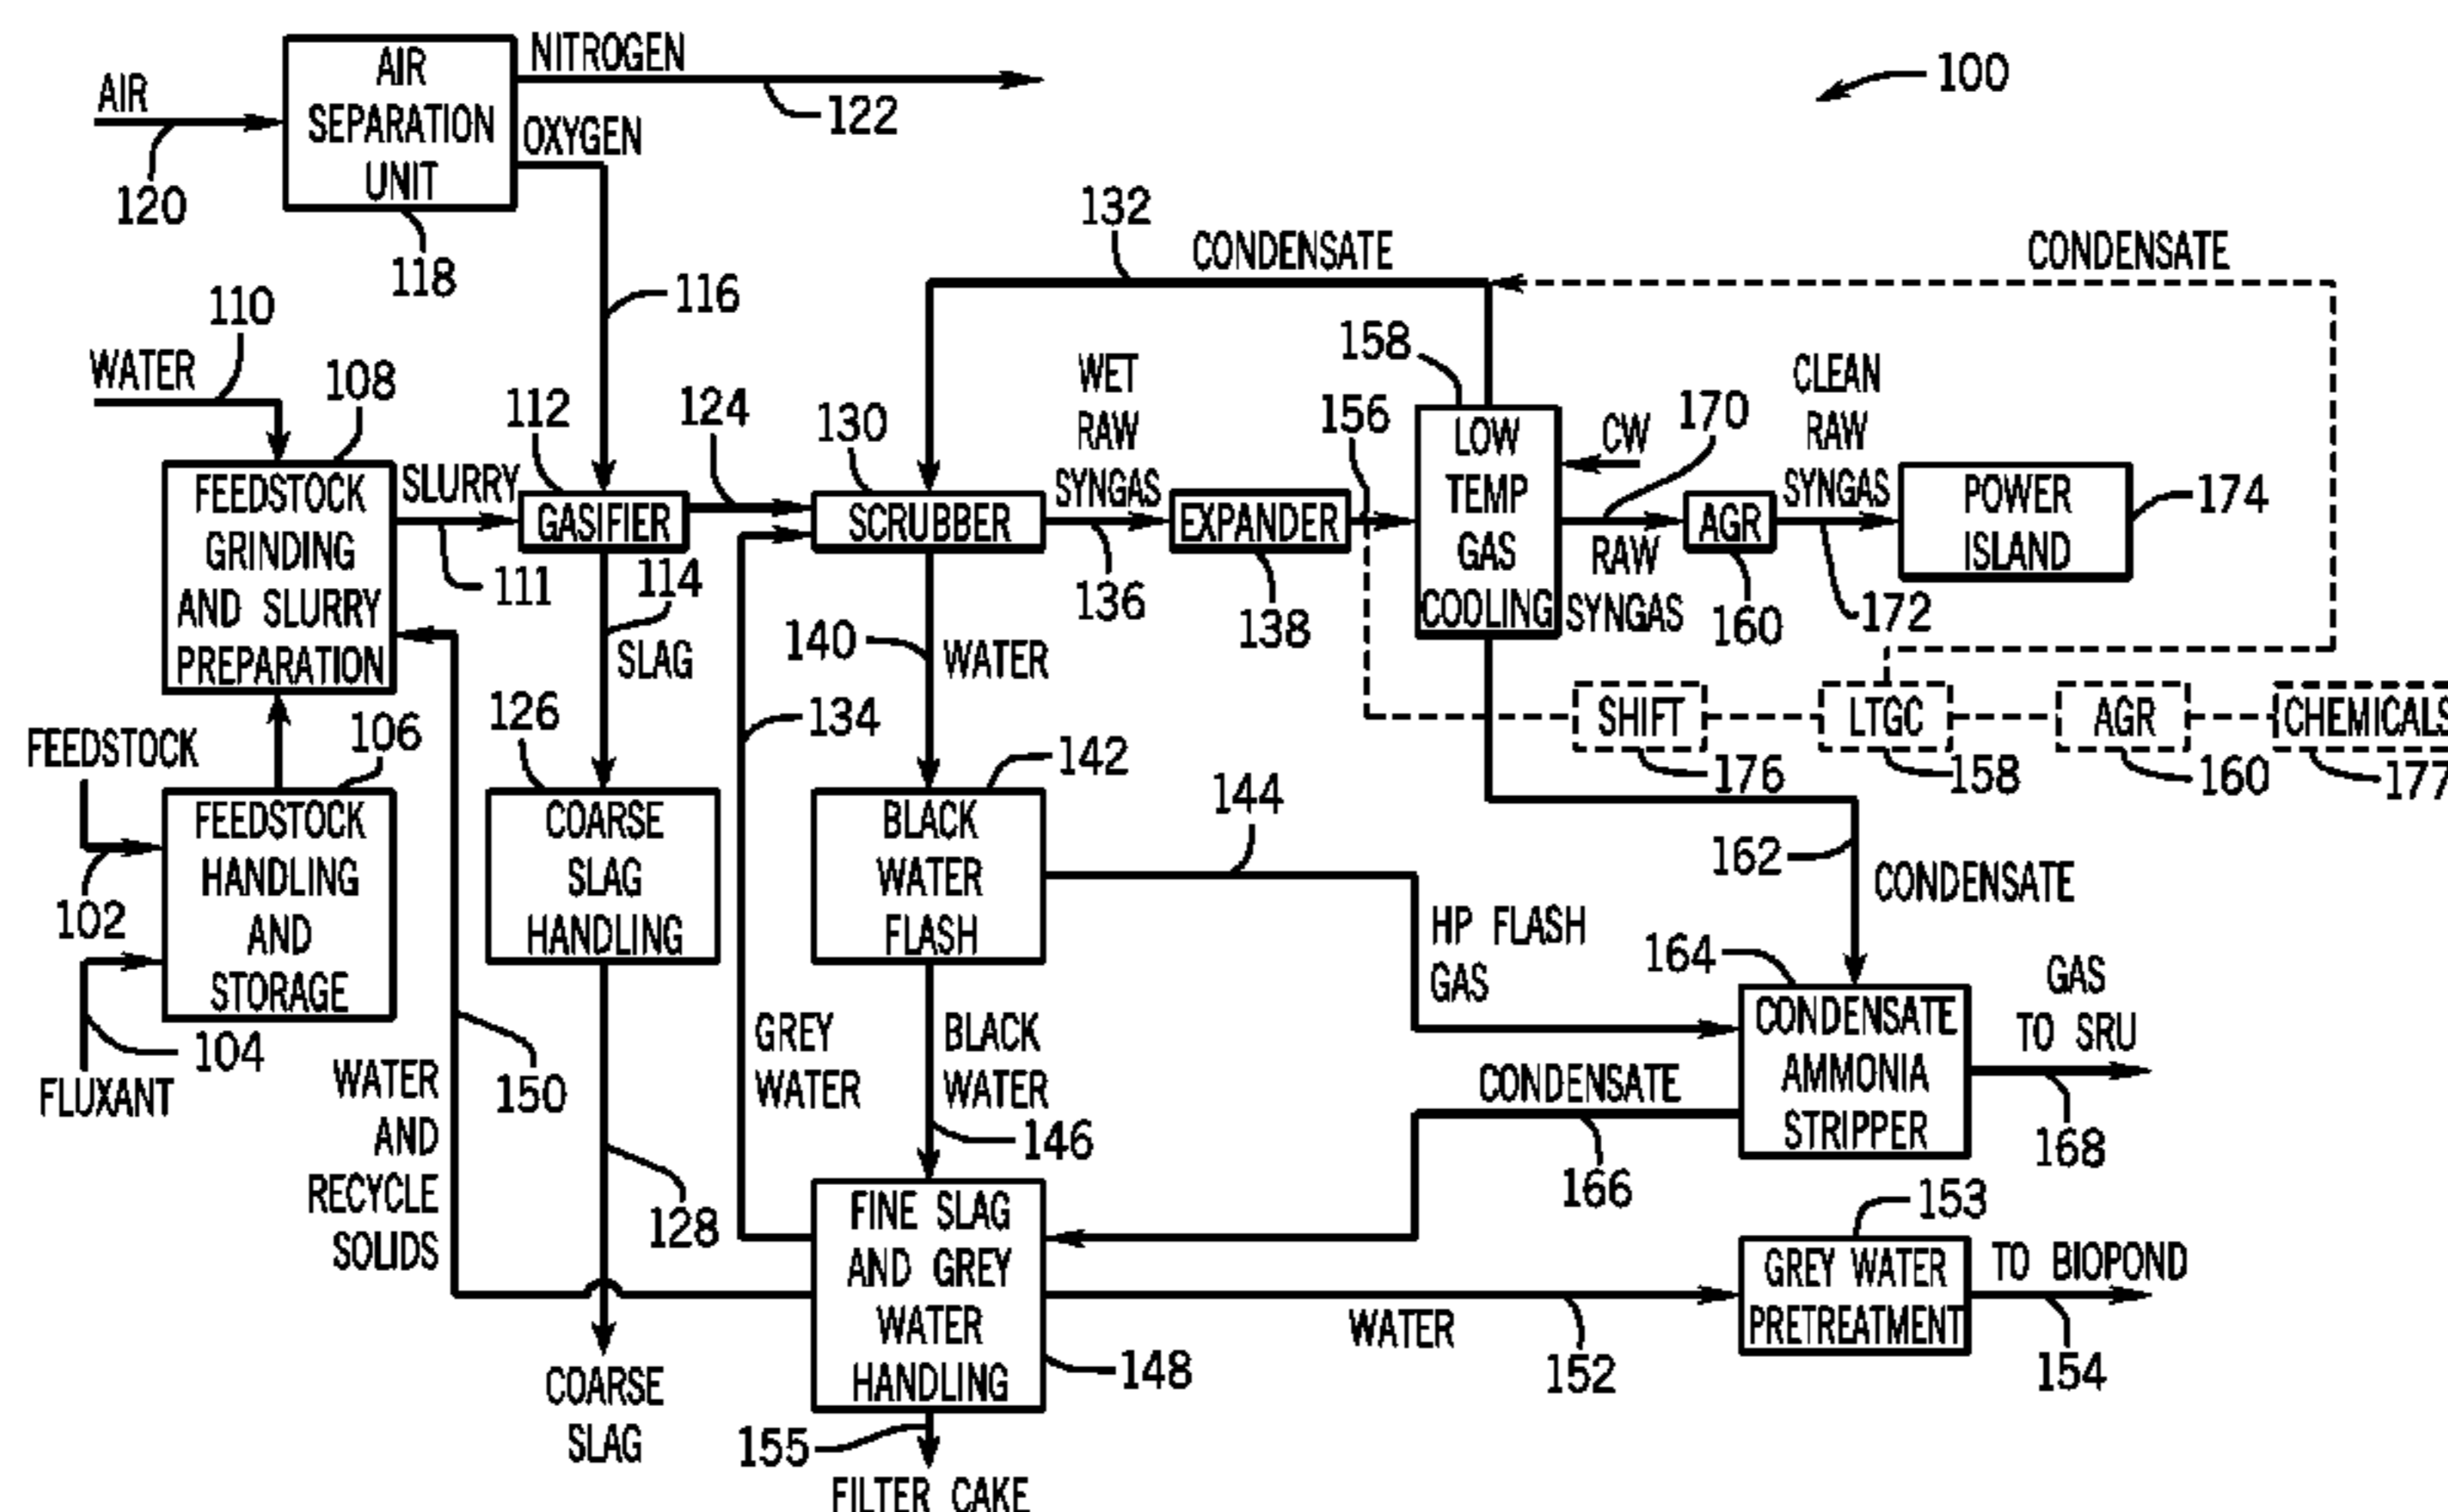 AIR
120
AIR
SEPARATION
UNIT
118
NITROGEN
122
OXYGEN
116
100
WATER
110
108
FEEDSTOCK
GRINDING
AND SLURRY
PREPARATION
SLURRY
111
112
GASIFIER
124
114
SLAG
130
SCRUBBER
132
CONDENSATE
CONDENSATE
WET
RAW
SYNGAS
136
EXPANDER
138
156
158
LOW
TEMP
GAS
COOLING
CW
170
RAW
SYNGAS
AGR
160
CLEAN
RAW
SYNGAS
172
POWER
ISLAND
174
140
WATER
134
SHIFT
176
LTGC
158
AGR
160
CHEMICALS
177
FEEDSTOCK
102
106
FEEDSTOCK
HANDLING
AND
STORAGE
104
FLUXANT
126
COARSE
SLAG
HANDLING
142
BLACK
WATER
FLASH
144
HP FLASH
GAS
162
CONDENSATE
164
CONDENSATE
AMMONIA
STRIPPER
GAS
TO SRU
168
WATER
AND
RECYCLE
SOLIDS
150
128
COARSE
SLAG
GREY
WATER
BLACK
WATER
146
CONDENSATE
166
FINE SLAG
AND GREY
WATER
HANDLING
148
155
FILTER CAKE
WATER
152
153
GREY WATER
PRETREATMENT
TO BIOPOND
154